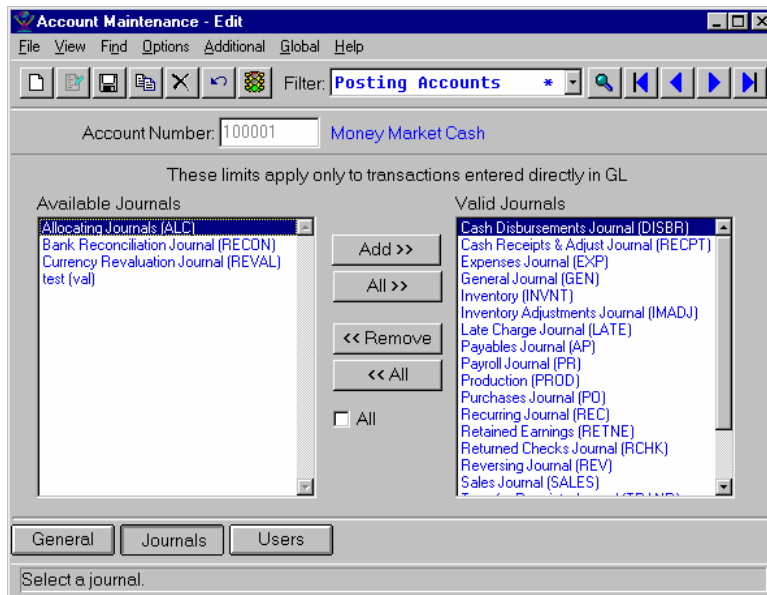 Account Maintenance - Edit
File View Find Options Additional Global Help
Filter: Posting Accounts *
Account Number: 100001 Money Market Cash
These limits apply only to transactions entered directly in GL
Available Journals
Allocating Journals (ALC)
Bank Reconciliation Journal (RECON)
Currency Revaluation Journal (REVAL)
test (val)
Add >>
All >>
<< Remove
<< All
All
Valid Journals
Cash Disbursements Journal (DISBR)
Cash Receipts & Adjust Journal (RECPT)
Expenses Journal (EXP)
General Journal (GEN)
Inventory (INVNT)
Inventory Adjustments Journal (IMADJ)
Late Charge Journal (LATE)
Payables Journal (AP)
Payroll Journal (PR)
Production (PROD)
Purchases Journal (PO)
Recurring Journal (REC)
Retained Earnings (RETNE)
Returned Checks Journal (RCHK)
Reversing Journal (REV)
Sales Journal (SALES)
General Journals Users
Select a journal.